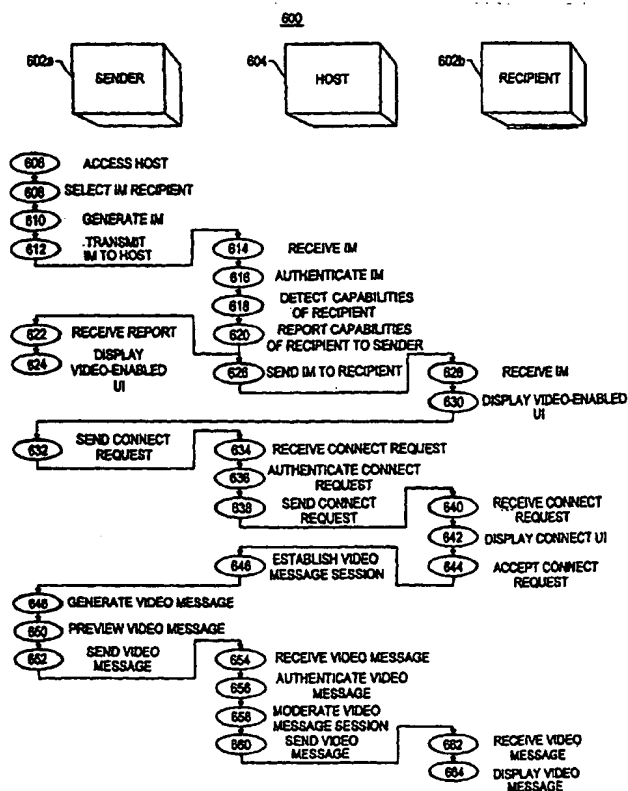 600
602a
SENDER
604
HOST
602b
RECIPIENT
606 ACCESS HOST
608 SELECT IM RECIPIENT
610 GENERATE IM
612 TRANSMIT
IM TO HOST
614 RECEIVE IM
616 AUTHENTICATE IM
618 DETECT CAPABILITIES
OF RECIPIENT
620 REPORT CAPABILITIES
OF RECIPIENT TO SENDER
622 RECEIVE REPORT
624 DISPLAY
VIDEO-ENABLED
UI
626 SEND IM TO RECIPIENT
628 RECEIVE IM
630 DISPLAY VIDEO-ENABLED
UI
632 SEND CONNECT
REQUEST
634 RECEIVE CONNECT REQUEST
636 AUTHENTICATE CONNECT
REQUEST
638 SEND CONNECT
REQUEST
640 RECEIVE CONNECT
REQUEST
642 DISPLAY CONNECT UI
644 ACCEPT CONNECT
REQUEST
646 ESTABLISH VIDEO
MESSAGE SESSION
648 GENERATE VIDEO MESSAGE
650 PREVIEW VIDEO MESSAGE
652 SEND VIDEO
MESSAGE
654 RECEIVE VIDEO MESSAGE
656 AUTHENTICATE VIDEO
MESSAGE
658 MODERATE VIDEO
MESSAGE SESSION
660 SEND VIDEO
MESSAGE
662 RECEIVE VIDEO
MESSAGE
664 DISPLAY VIDEO
MESSAGE